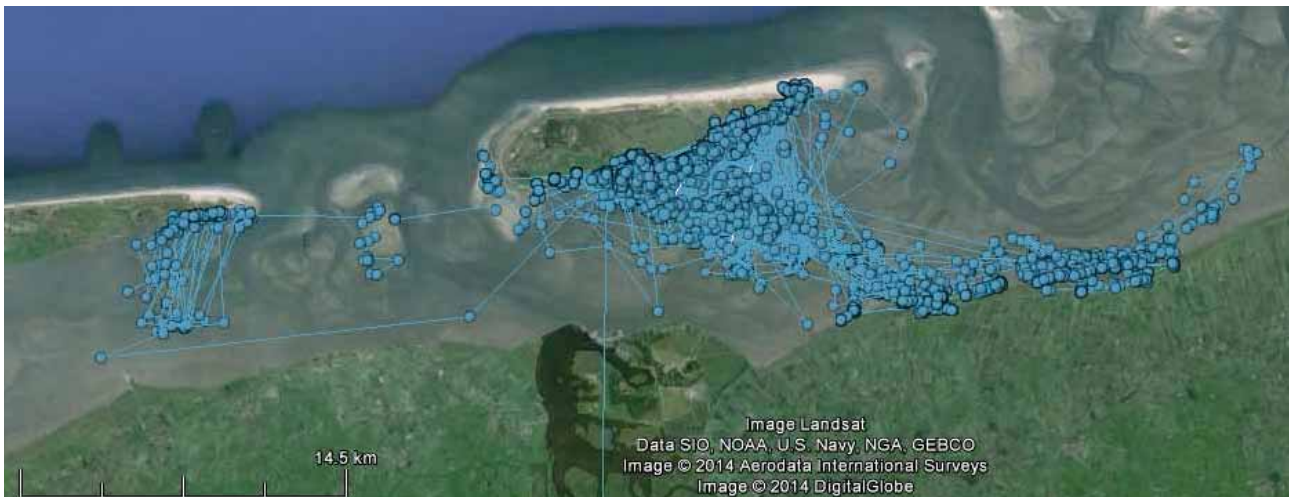 14.5 km
Image Landsat
Data SIO, NOAA, U.S. Navy, NGA, GEBCO
Image © 2014 Aerodata International Surveys
Image © 2014 DigitalGlobe